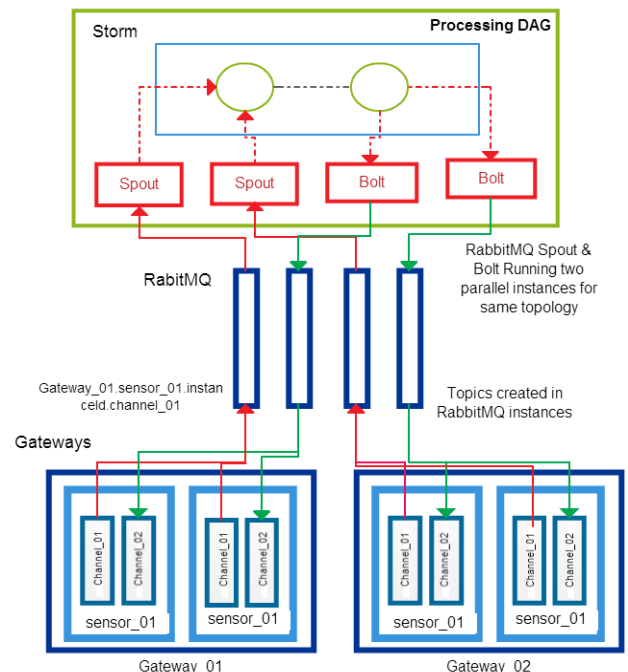 Processing DAG
Storm
Spout
Spout
Bolt
Bolt
RabbitMQ Spout &
Bolt Running two
parallel instances for
same topology
RabitMQ
Gateway_01.sensor_01.instan
ceId.channel_01
Topics created in
RabbitMQ instances
Gateways
Channel_01
Channel_02
Channel_01
Channel_02
Channel_01
Channel_02
Channel_01
Channel_02
sensor_01
sensor_01
sensor_01
sensor_01
Gateway_01
Gateway_02